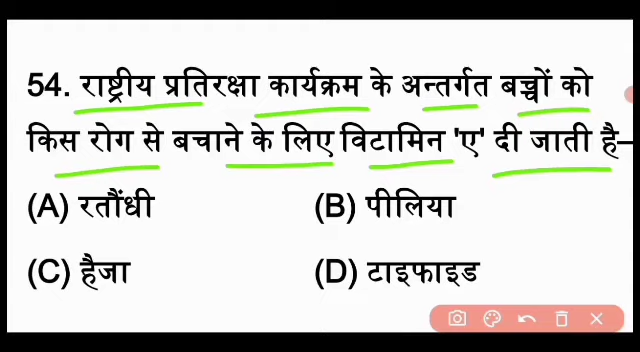 54. राष्ट्रीय प्रतिरक्षा कार्यक्रम के अन्तर्गत बच्चों को
किस रोग से बचाने के लिए विटामिन 'ए' दी जाती है–
(A) रतौंधी (B) पीलिया
(C) हैजा (D) टाइफाइड